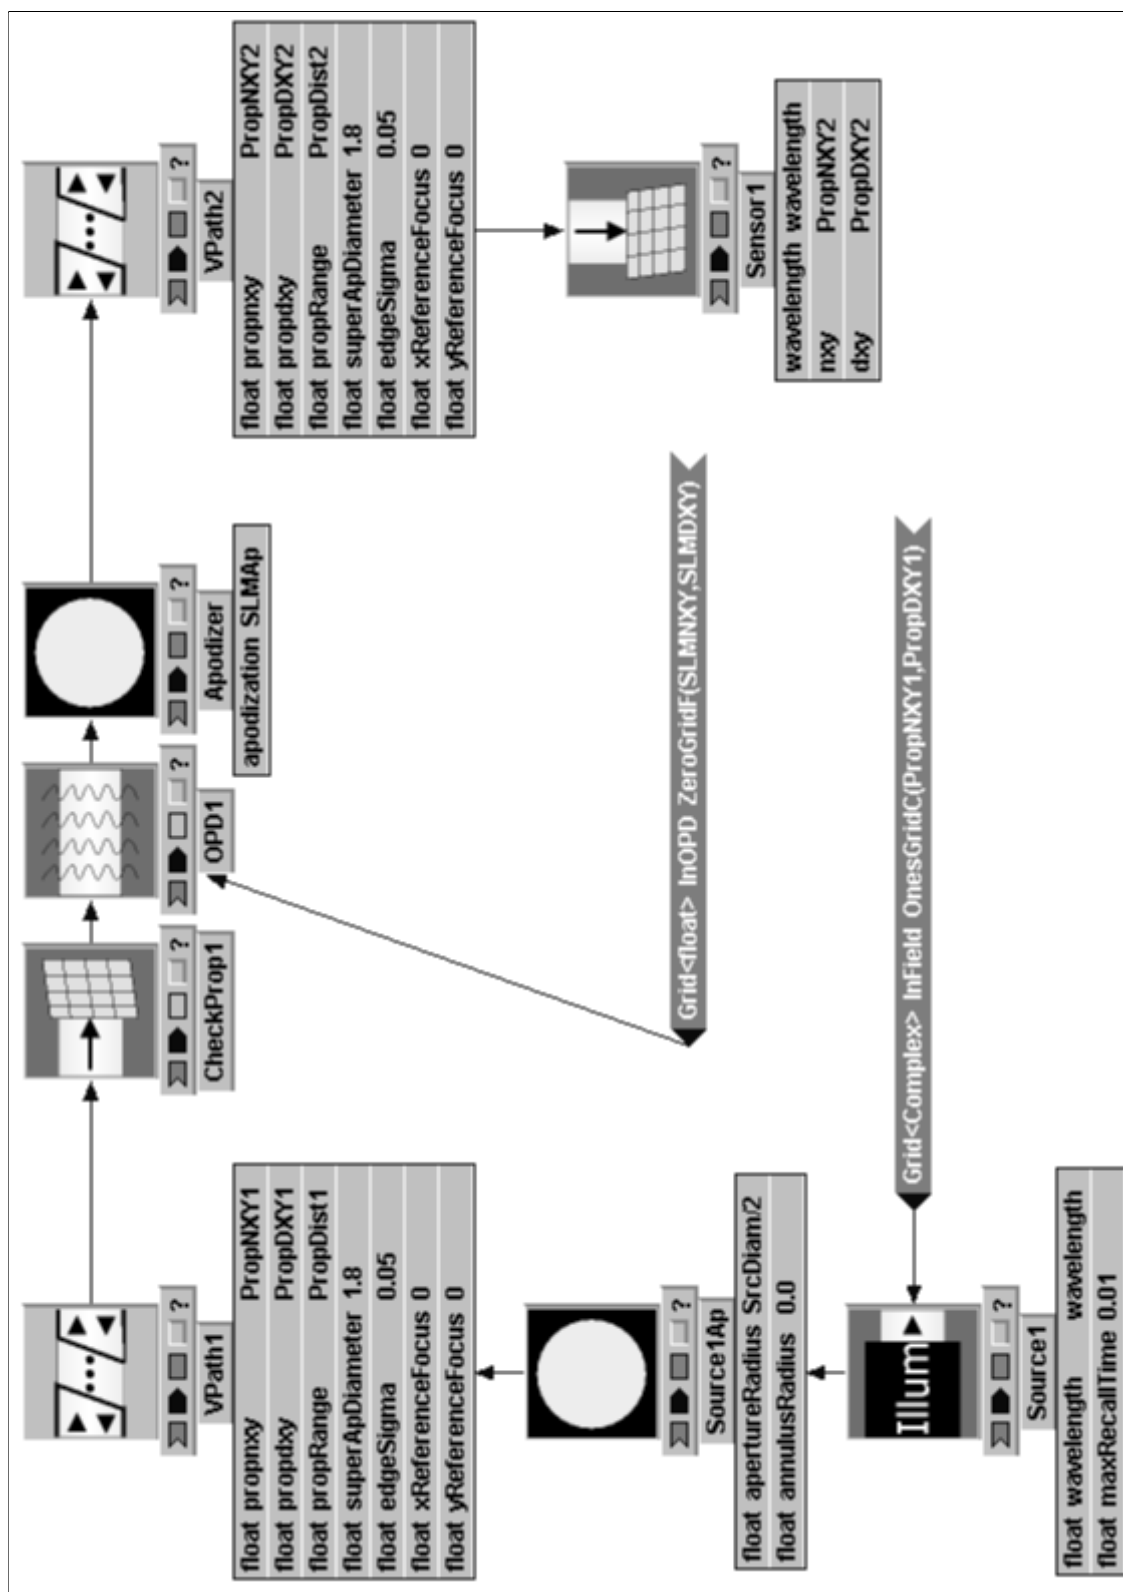 ?
VPath1
float propnxy PropNXY1
float propdxy PropDXY1
float propRange PropDist1
float superApDiameter 1.8
float edgeSigma 0.05
float xReferenceFocus 0
float yReferenceFocus 0
?
Source1Ap
float apertureRadius SrcDiam/2
float annulusRadius 0.0
Illum
?
Source1
float wavelength wavelength
float maxRecallTime 0.01
?
CheckProp1
?
OPD1
?
Apodizer
apodization SLMAp
Grid<float> InOPD ZeroGridF(SLMNXY,SLMDXY)
Grid<Complex> InField OnesGridC(PropNXY1,PropDXY1)
?
VPath2
float propnxy PropNXY2
float propdxy PropDXY2
float propRange PropDist2
float superApDiameter 1.8
float edgeSigma 0.05
float xReferenceFocus 0
float yReferenceFocus 0
?
Sensor1
wavelength wavelength
nxy PropNXY2
dxy PropDXY2